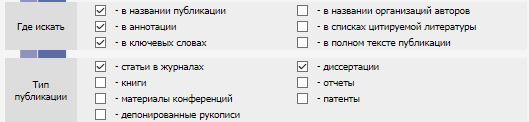 Где искать
- в названии публикации
- в названии организаций авторов
- в аннотации
- в списках цитируемой литературы
- в ключевых словах
- в полном тексте публикации
Тип публикации
- статьи в журналах
- диссертации
- книги
- отчеты
- материалы конференций
- патенты
- депонированные рукописи